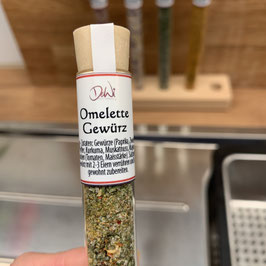 DeWi
Omelette
Gewürz
Zutaten: Gewürze (Paprika,
Kurkuma, Muskatnuss,
(Tomaten, Maisstärke),
mit 2-3 Eiern verrühren
gewohnt zubereiten.